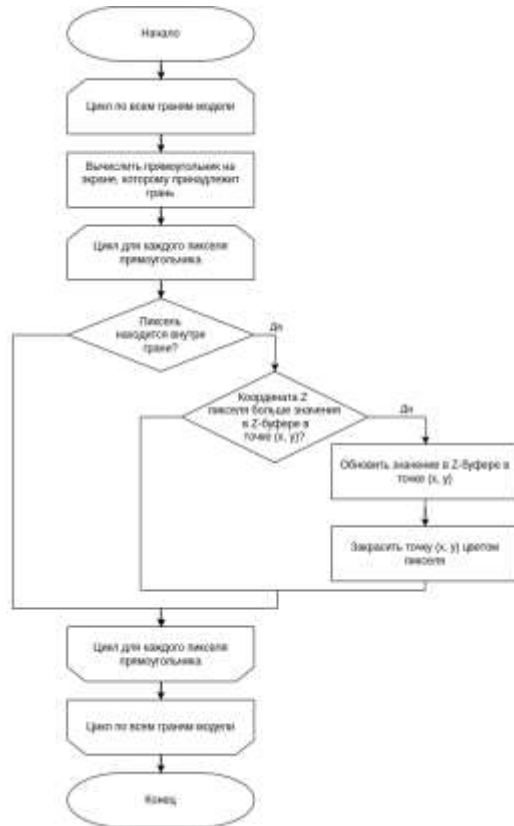 Начало
Цикл по всем граням модели
Вычислить прямоугольник на
экране, которому принадлежит
грань
Цикл для каждого пикселя
прямоугольника
Пиксель
находится внутри
грани?
Да
Координата Z
пикселя больше значения
в Z-буфере в
точке (x, y)?
Да
Обновить значение в Z-буфере в
точке (x, y)
Закрасить точку (x, y) цветом
пикселя
Цикл для каждого пикселя
прямоугольника
Цикл по всем граням модели
Конец